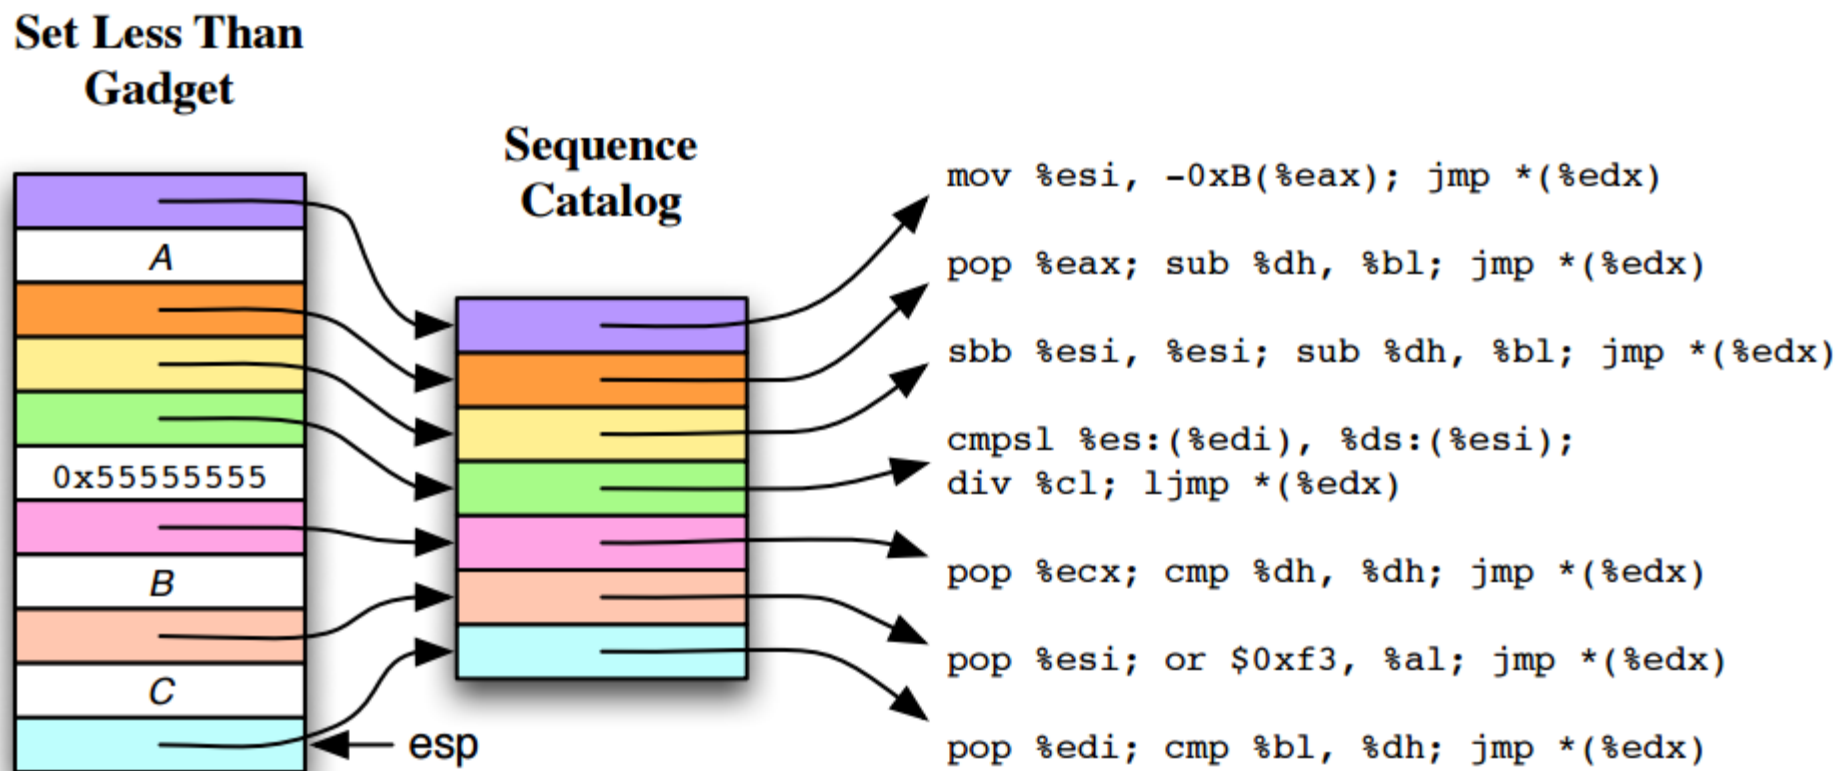 Set Less Than
Gadget
A
0x55555555
B
C
esp
Sequence
Catalog
mov %esi, -0xB(%eax); jmp *(%edx)
pop %eax; sub %dh, %bl; jmp *(%edx)
sbb %esi, %esi; sub %dh, %bl; jmp *(%edx)
cmpsl %es:(%edi), %ds:(%esi);
div %cl; ljmp *(%edx)
pop %ecx; cmp %dh, %dh; jmp *(%edx)
pop %esi; or $0xf3, %al; jmp *(%edx)
pop %edi; cmp %bl, %dh; jmp *(%edx)